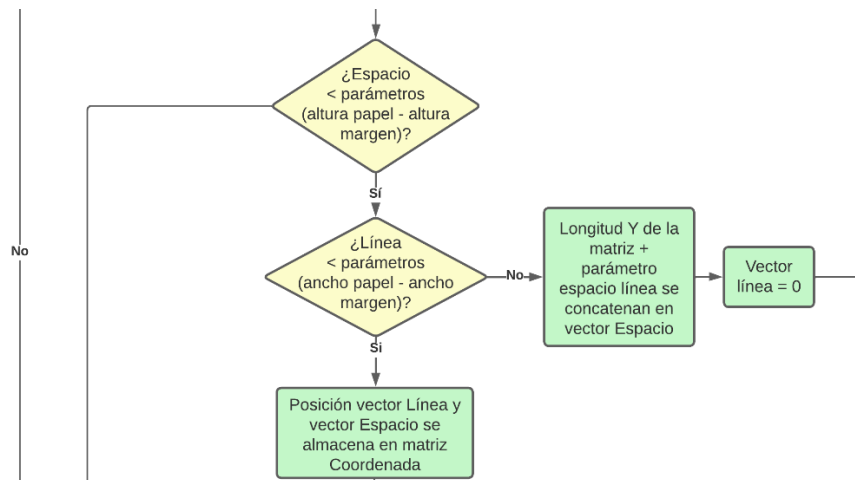 ¿Espacio
< parámetros
(altura papel - altura
margen)?
Sí
No
¿Línea
< parámetros
(ancho papel - ancho
margen)?
No
Longitud Y de la
matriz +
parámetro
espacio línea se
concatenan en
vector Espacio
Vector
línea = 0
Si
Posición vector Línea y
vector Espacio se
almacena en matriz
Coordenada